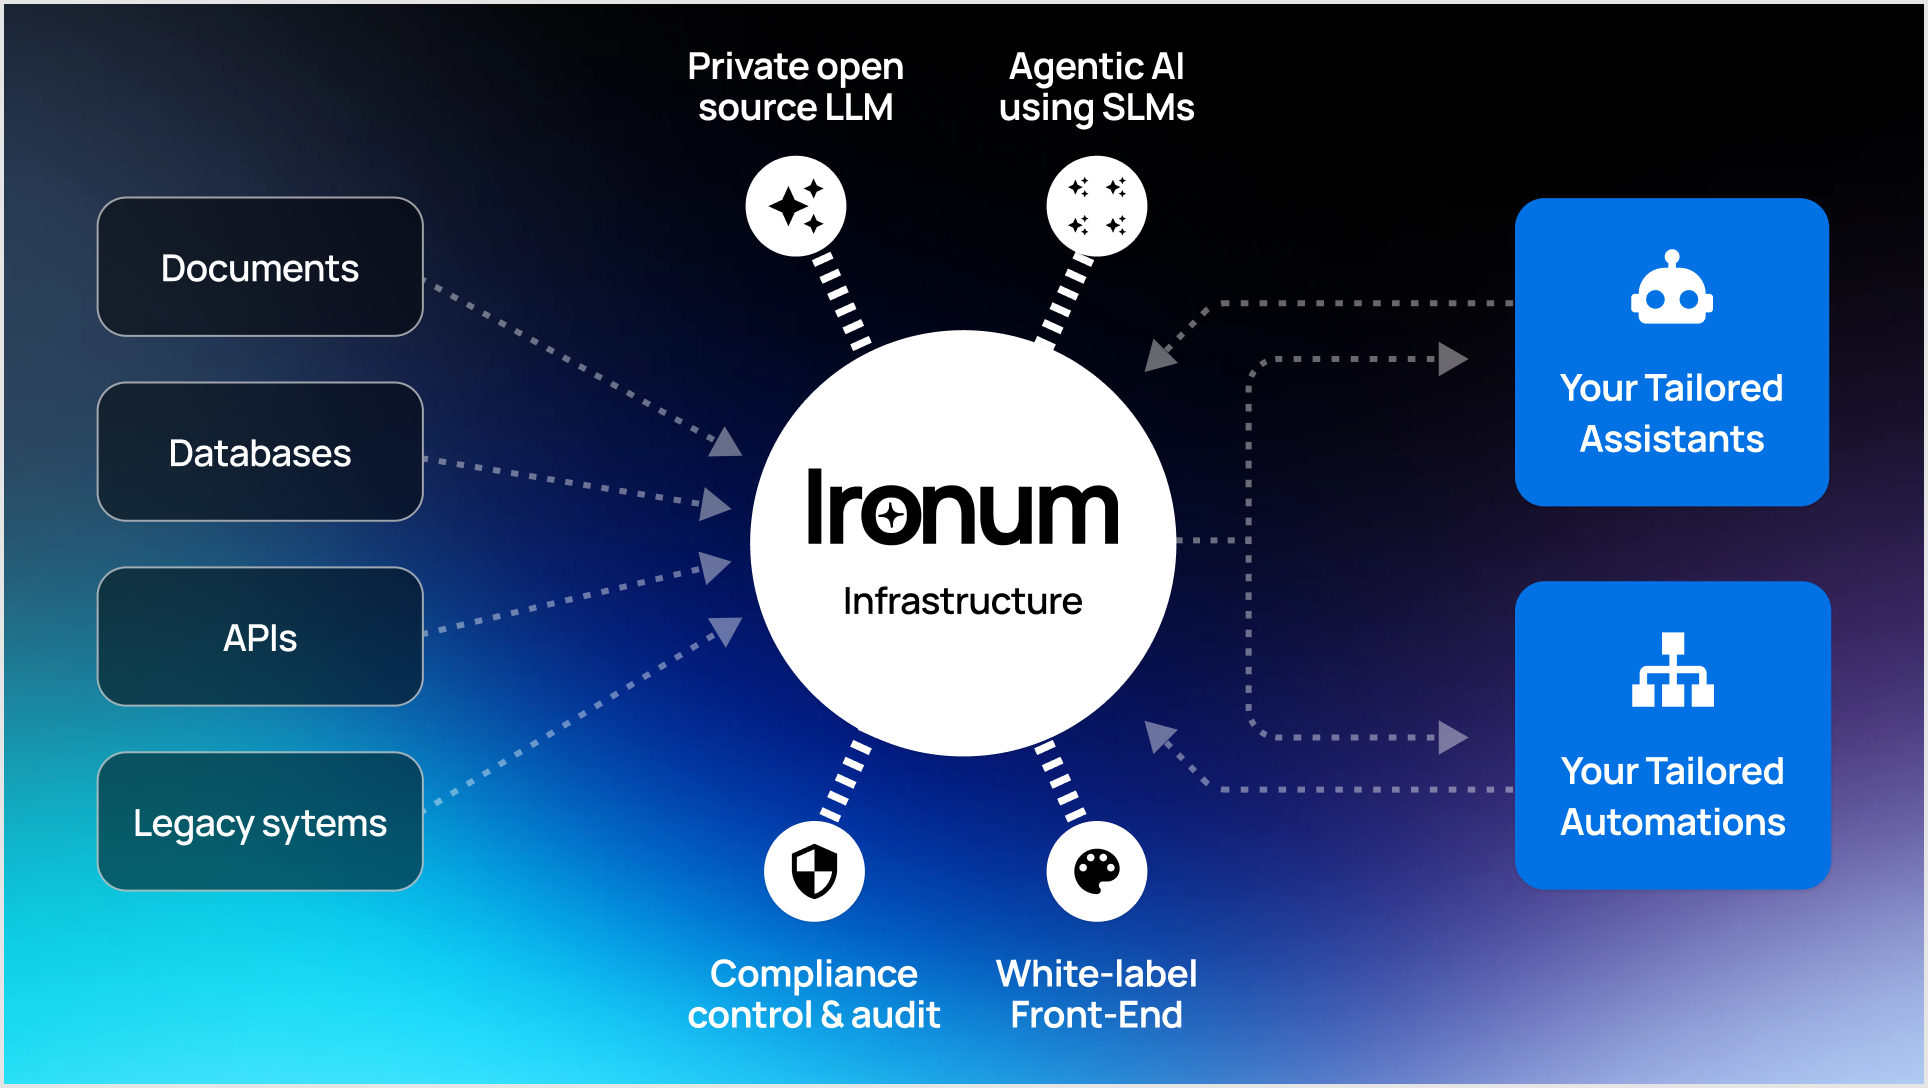 Private open
source LLM
Agentic AI
using SLMs
Documents
Databases
APIs
Legacy sytems
Ironum
Infrastructure
Your Tailored
Assistants
Your Tailored
Automations
Compliance
control & audit
White-label
Front-End